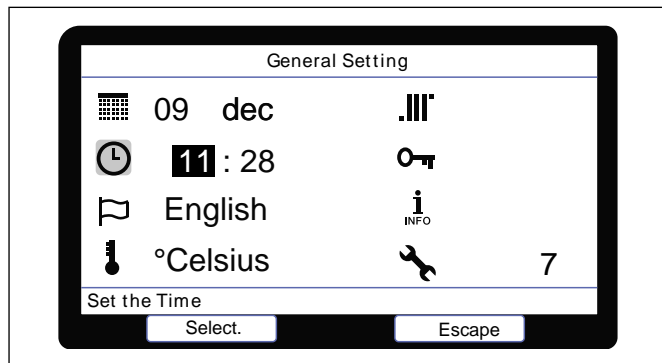 General Setting
09 dec
11 : 28
English
INFO
°Celsius
7
Set the Time
Select.
Escape